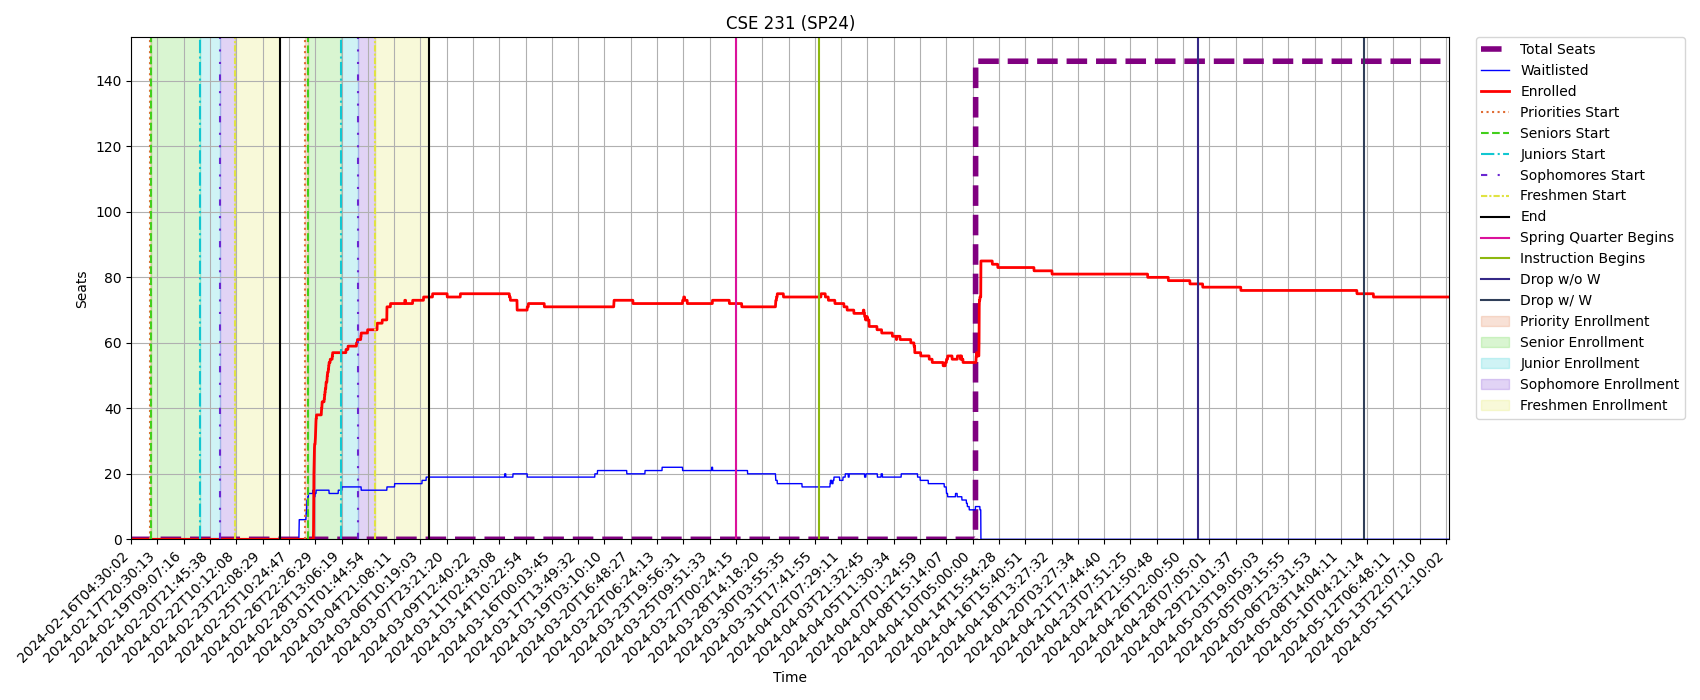 CSE 231 (SP24)
Seats
140
120
100
80
60
40
20
0
2024-02-16T04:30:02
2024-02-17T20:30:13
2024-02-19T09:07:16
2024-02-20T21:45:38
2024-02-22T10:12:08
2024-02-23T22:08:29
2024-02-25T10:24:47
2024-02-26T22:26:29
2024-02-28T13:06:19
2024-03-01T01:44:54
2024-03-04T21:08:11
2024-03-06T10:19:03
2024-03-07T23:21:20
2024-03-09T12:40:22
2024-03-11T02:43:08
2024-03-14T10:22:54
2024-03-16T00:03:45
2024-03-17T13:49:32
2024-03-19T03:10:10
2024-03-20T16:48:27
2024-03-22T06:24:13
2024-03-23T19:56:31
2024-03-25T09:51:33
2024-03-27T00:24:15
2024-03-28T14:18:20
2024-03-30T03:55:35
2024-03-31T17:41:55
2024-04-02T07:29:11
2024-04-03T21:32:45
2024-04-05T11:30:34
2024-04-07T01:24:59
2024-04-08T15:14:07
2024-04-10T05:00:00
2024-04-14T15:54:28
2024-04-16T15:40:51
2024-04-18T13:27:32
2024-04-20T03:27:34
2024-04-21T17:44:40
2024-04-23T07:51:25
2024-04-24T21:50:48
2024-04-26T12:00:50
2024-04-28T07:05:01
2024-04-29T21:01:37
2024-05-03T19:05:03
2024-05-05T09:15:55
2024-05-06T23:31:53
2024-05-08T14:04:11
2024-05-10T04:21:14
2024-05-12T06:48:11
2024-05-13T22:07:10
2024-05-15T12:10:02
Time
Total Seats
Waitlisted
Enrolled
Priorities Start
Seniors Start
Juniors Start
Sophomores Start
Freshmen Start
End
Spring Quarter Begins
Instruction Begins
Drop w/o W
Drop w/ W
Priority Enrollment
Senior Enrollment
Junior Enrollment
Sophomore Enrollment
Freshmen Enrollment